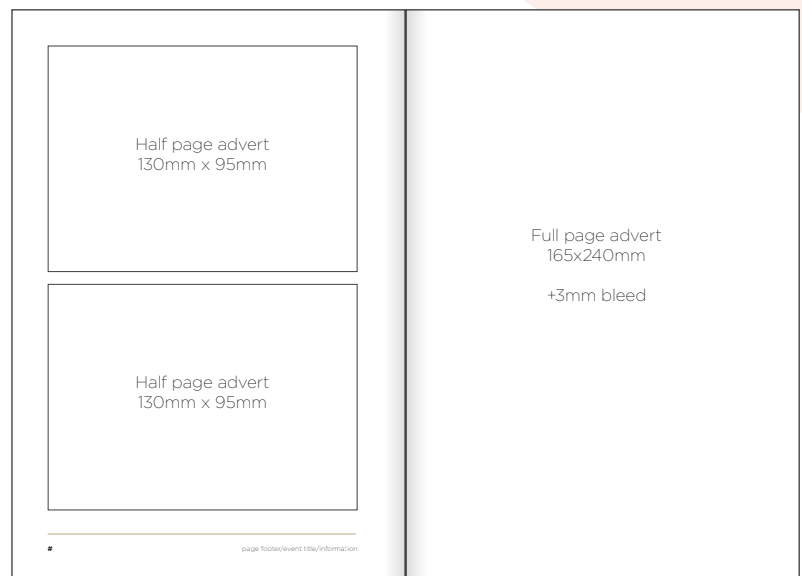 Half page advert
130mm x 95mm
Half page advert
130mm x 95mm
# page footer/event title/information
Full page advert
165x240mm
+3mm bleed